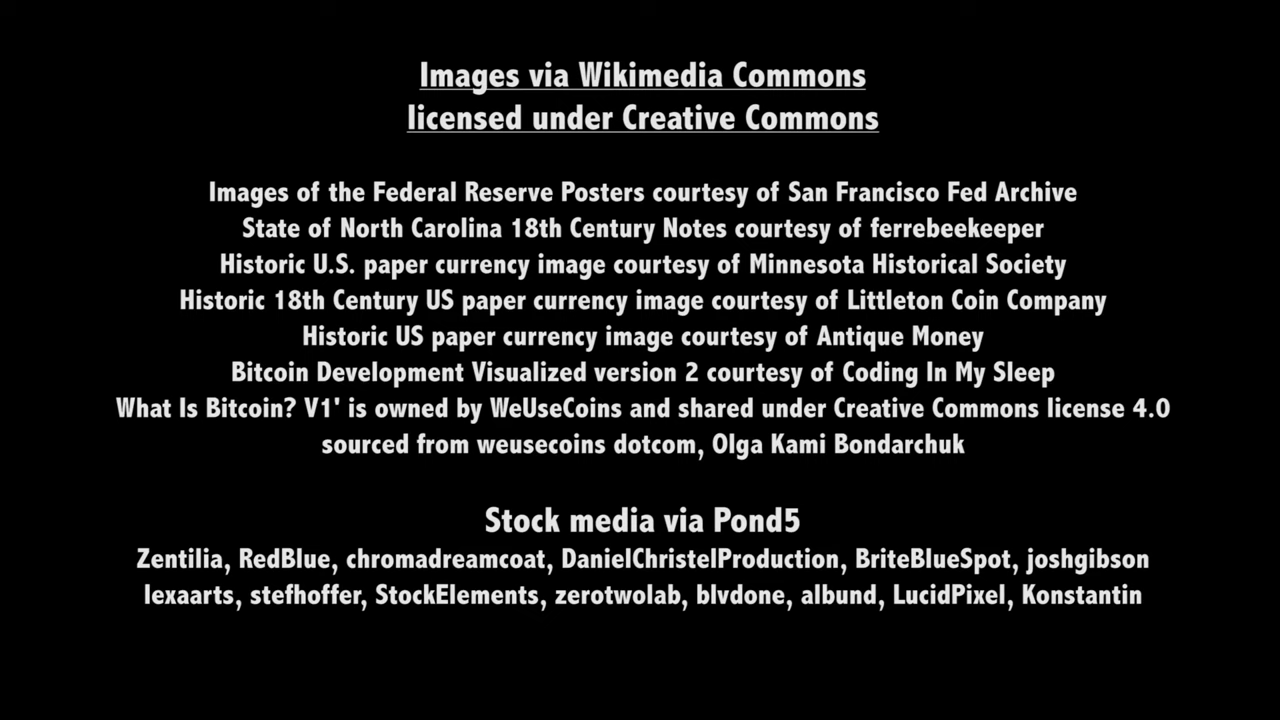 Images via Wikimedia Commons
licensed under Creative Commons
Images of the Federal Reserve Posters courtesy of San Francisco Fed Archive
State of North Carolina 18th Century Notes courtesy of ferrebeekeeper
Historic U.S. paper currency image courtesy of Minnesota Historical Society
Historic 18th Century US paper currency image courtesy of Littleton Coin Company
Historic US paper currency image courtesy of Antique Money
Bitcoin Development Visualized version 2 courtesy of Coding In My Sleep
What Is Bitcoin? V1' is owned by WeUseCoins and shared under Creative Commons license 4.0
sourced from weusecoins dotcom, Olga Kami Bondarchuk
Stock media via Pond5
Zentilia, RedBlue, chromadreamcoat, DanielChristelProduction, BriteBlueSpot, joshgibson
lexaarts, stefhoffer, StockElements, zerotwolab, blvdone, albund, LucidPixel, Konstantin